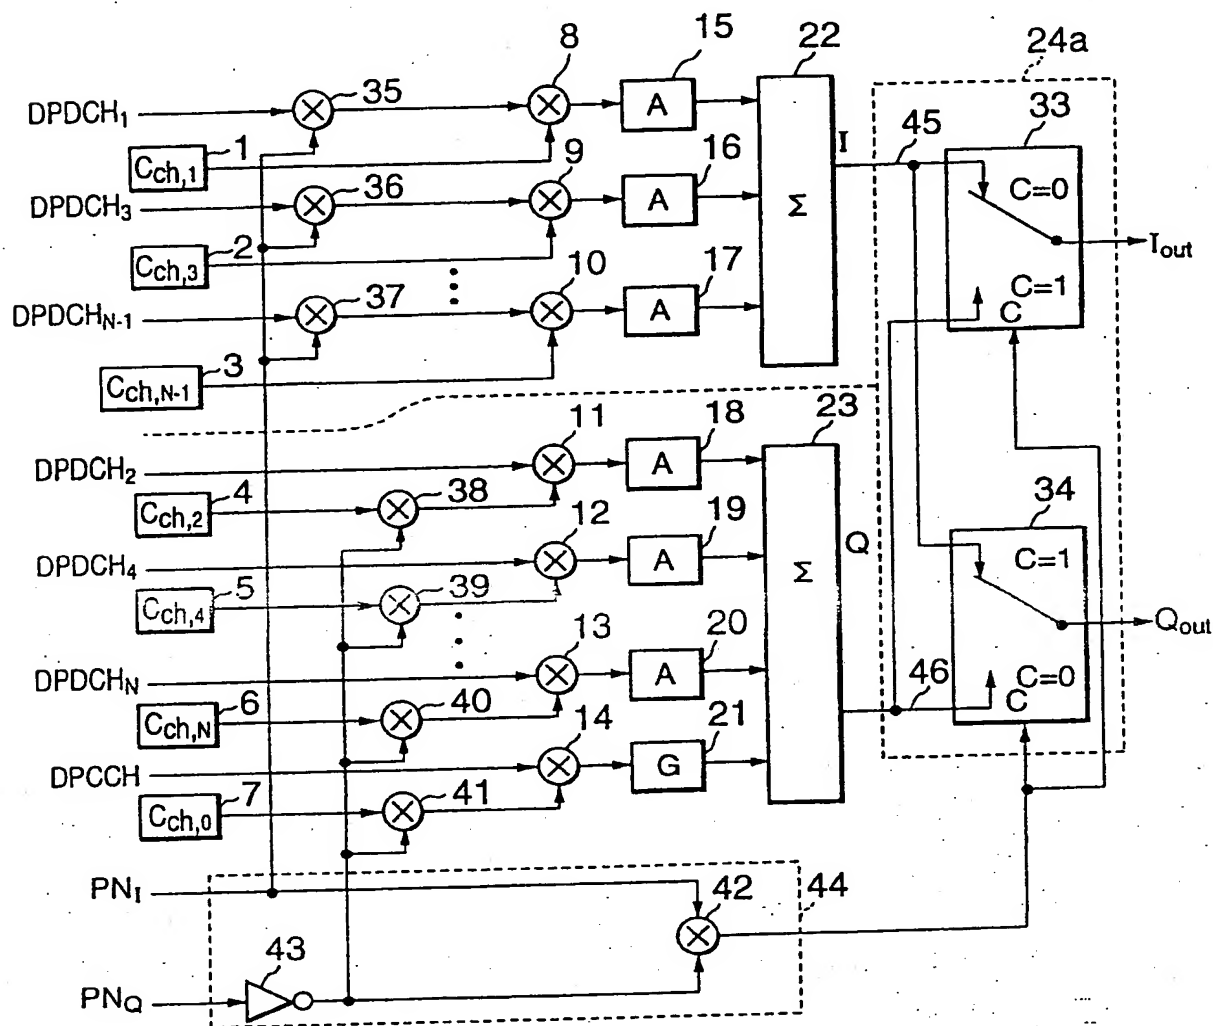 15
22
24a
8
DPDCH1
35
A
33
45
I
1
Cch,1
9
16
C=0
DPDCH3
36
A
Σ
Iout
2
Cch,3
10
17
C=1
DPDCHN-1
37
A
C
3
Cch,N-1
11
18
23
DPDCH2
A
4
38
34
Cch,2
12
19
Q
C=1
DPDCH4
A
Σ
5
39
Cch,4
13
20
Qout
DPDCHN
A
C=0
6
40
46
C
Cch,N
14
21
DPCCH
G
7
41
Cch,0
PNI
42
44
43
PNQ